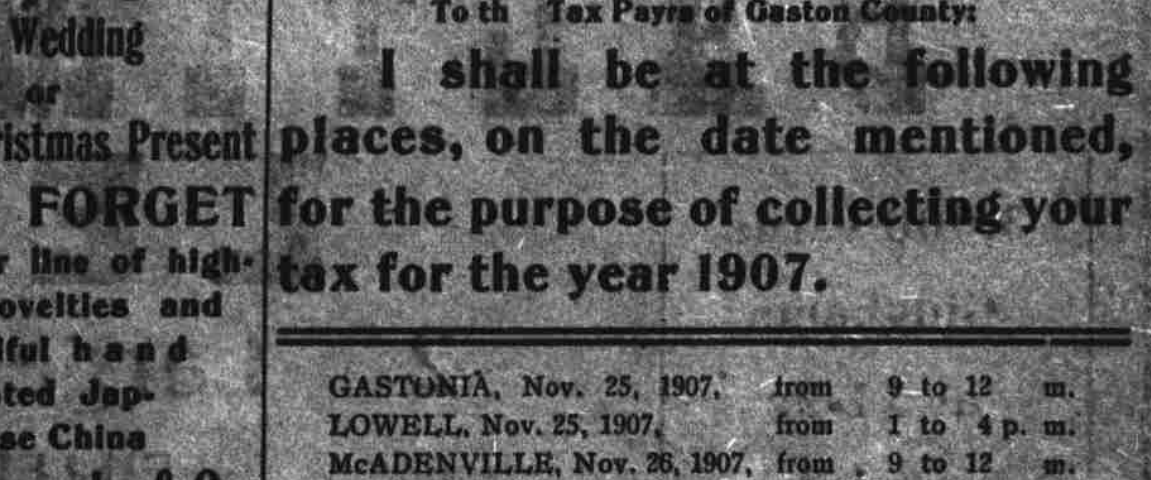 Wedding
or
ristmas Present
FORGET
line of high-
ovelties and
ful hand
ted Jap-
se China
To th Tax Payrs of Gaston County:
I shall be at the following
places, on the date mentioned,
for the purpose of collecting your
tax for the year 1907.
GASTONIA, Nov. 25, 1907, from 9 to 12 m.
LOWELL, Nov. 25, 1907, from 1 to 4 p. m.
McADENVILLE, Nov. 26, 1907, from 9 to 12 m.